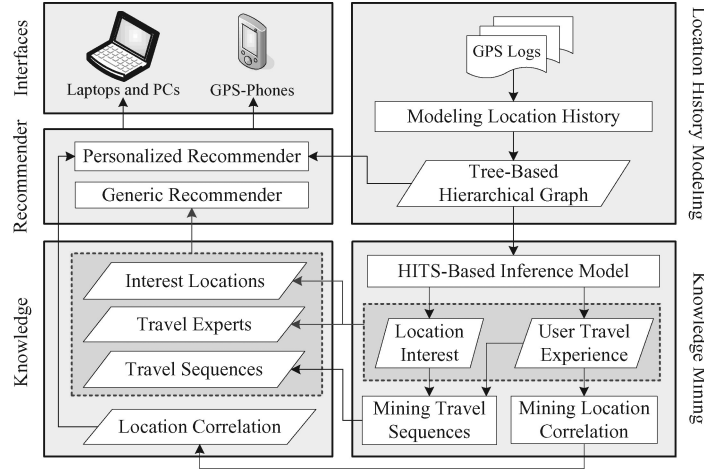 Interfaces
Laptops and PCs
GPS-Phones
Recommender
Personalized Recommender
Generic Recommender
Knowledge
Interest Locations
Travel Experts
Travel Sequences
Location Correlation
Location History Modeling
GPS Logs
Modeling Location History
Tree-Based
Hierarchical Graph
Knowledge Mining
HITS-Based Inference Model
Location
Interest
User Travel
Experience
Mining Travel
Sequences
Mining Location
Correlation